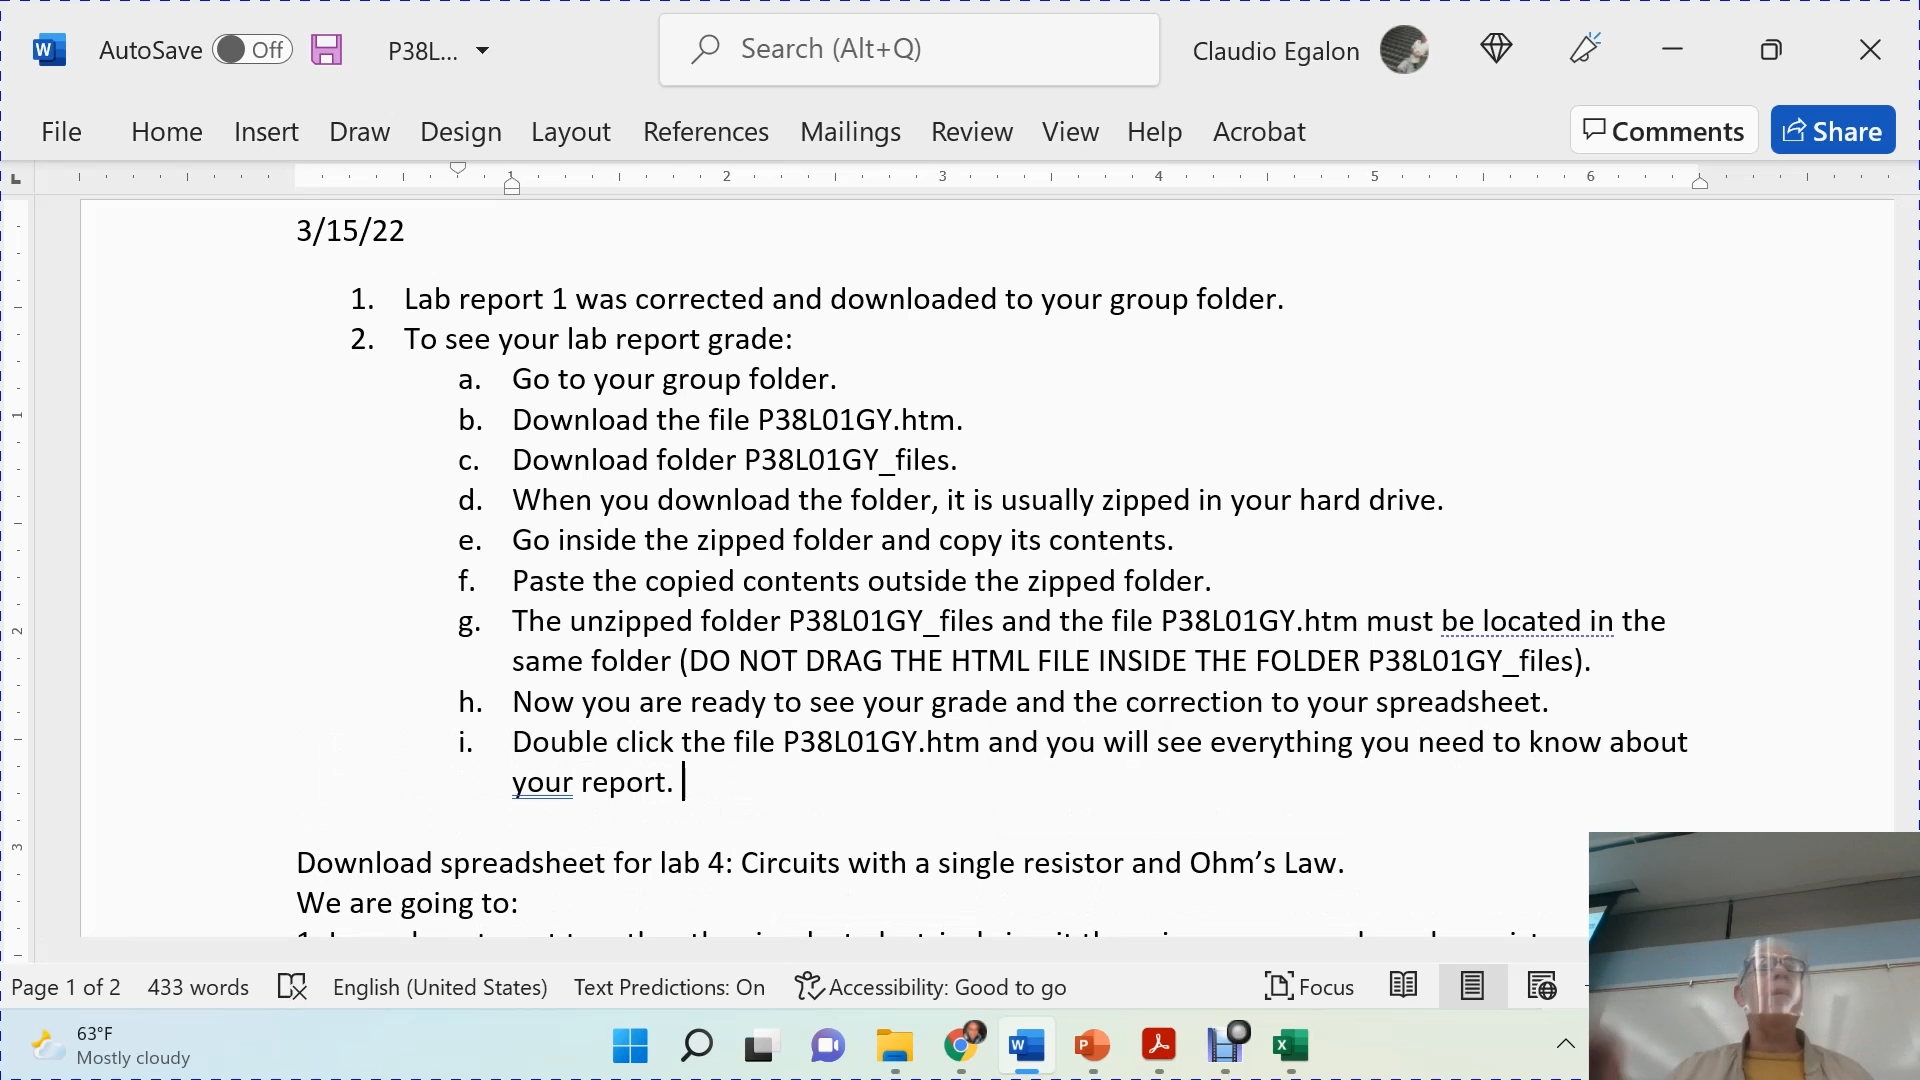 AutoSave Off P38L... Search (Alt+Q) Claudio Egalon
File Home Insert Draw Design Layout References Mailings Review View Help Acrobat Comments Share
1 2 3 4 5 6
3/15/22
1. Lab report 1 was corrected and downloaded to your group folder.
2. To see your lab report grade:
a. Go to your group folder.
b. Download the file P38L01GY.htm.
c. Download folder P38L01GY_files.
d. When you download the folder, it is usually zipped in your hard drive.
e. Go inside the zipped folder and copy its contents.
f. Paste the copied contents outside the zipped folder.
g. The unzipped folder P38L01GY_files and the file P38L01GY.htm must be located in the
same folder (DO NOT DRAG THE HTML FILE INSIDE THE FOLDER P38L01GY_files).
h. Now you are ready to see your grade and the correction to your spreadsheet.
i. Double click the file P38L01GY.htm and you will see everything you need to know about
your report.
Download spreadsheet for lab 4: Circuits with a single resistor and Ohm's Law.
We are going to:
Page 1 of 2 433 words English (United States) Text Predictions: On Accessibility: Good to go Focus
63°F
Mostly cloudy